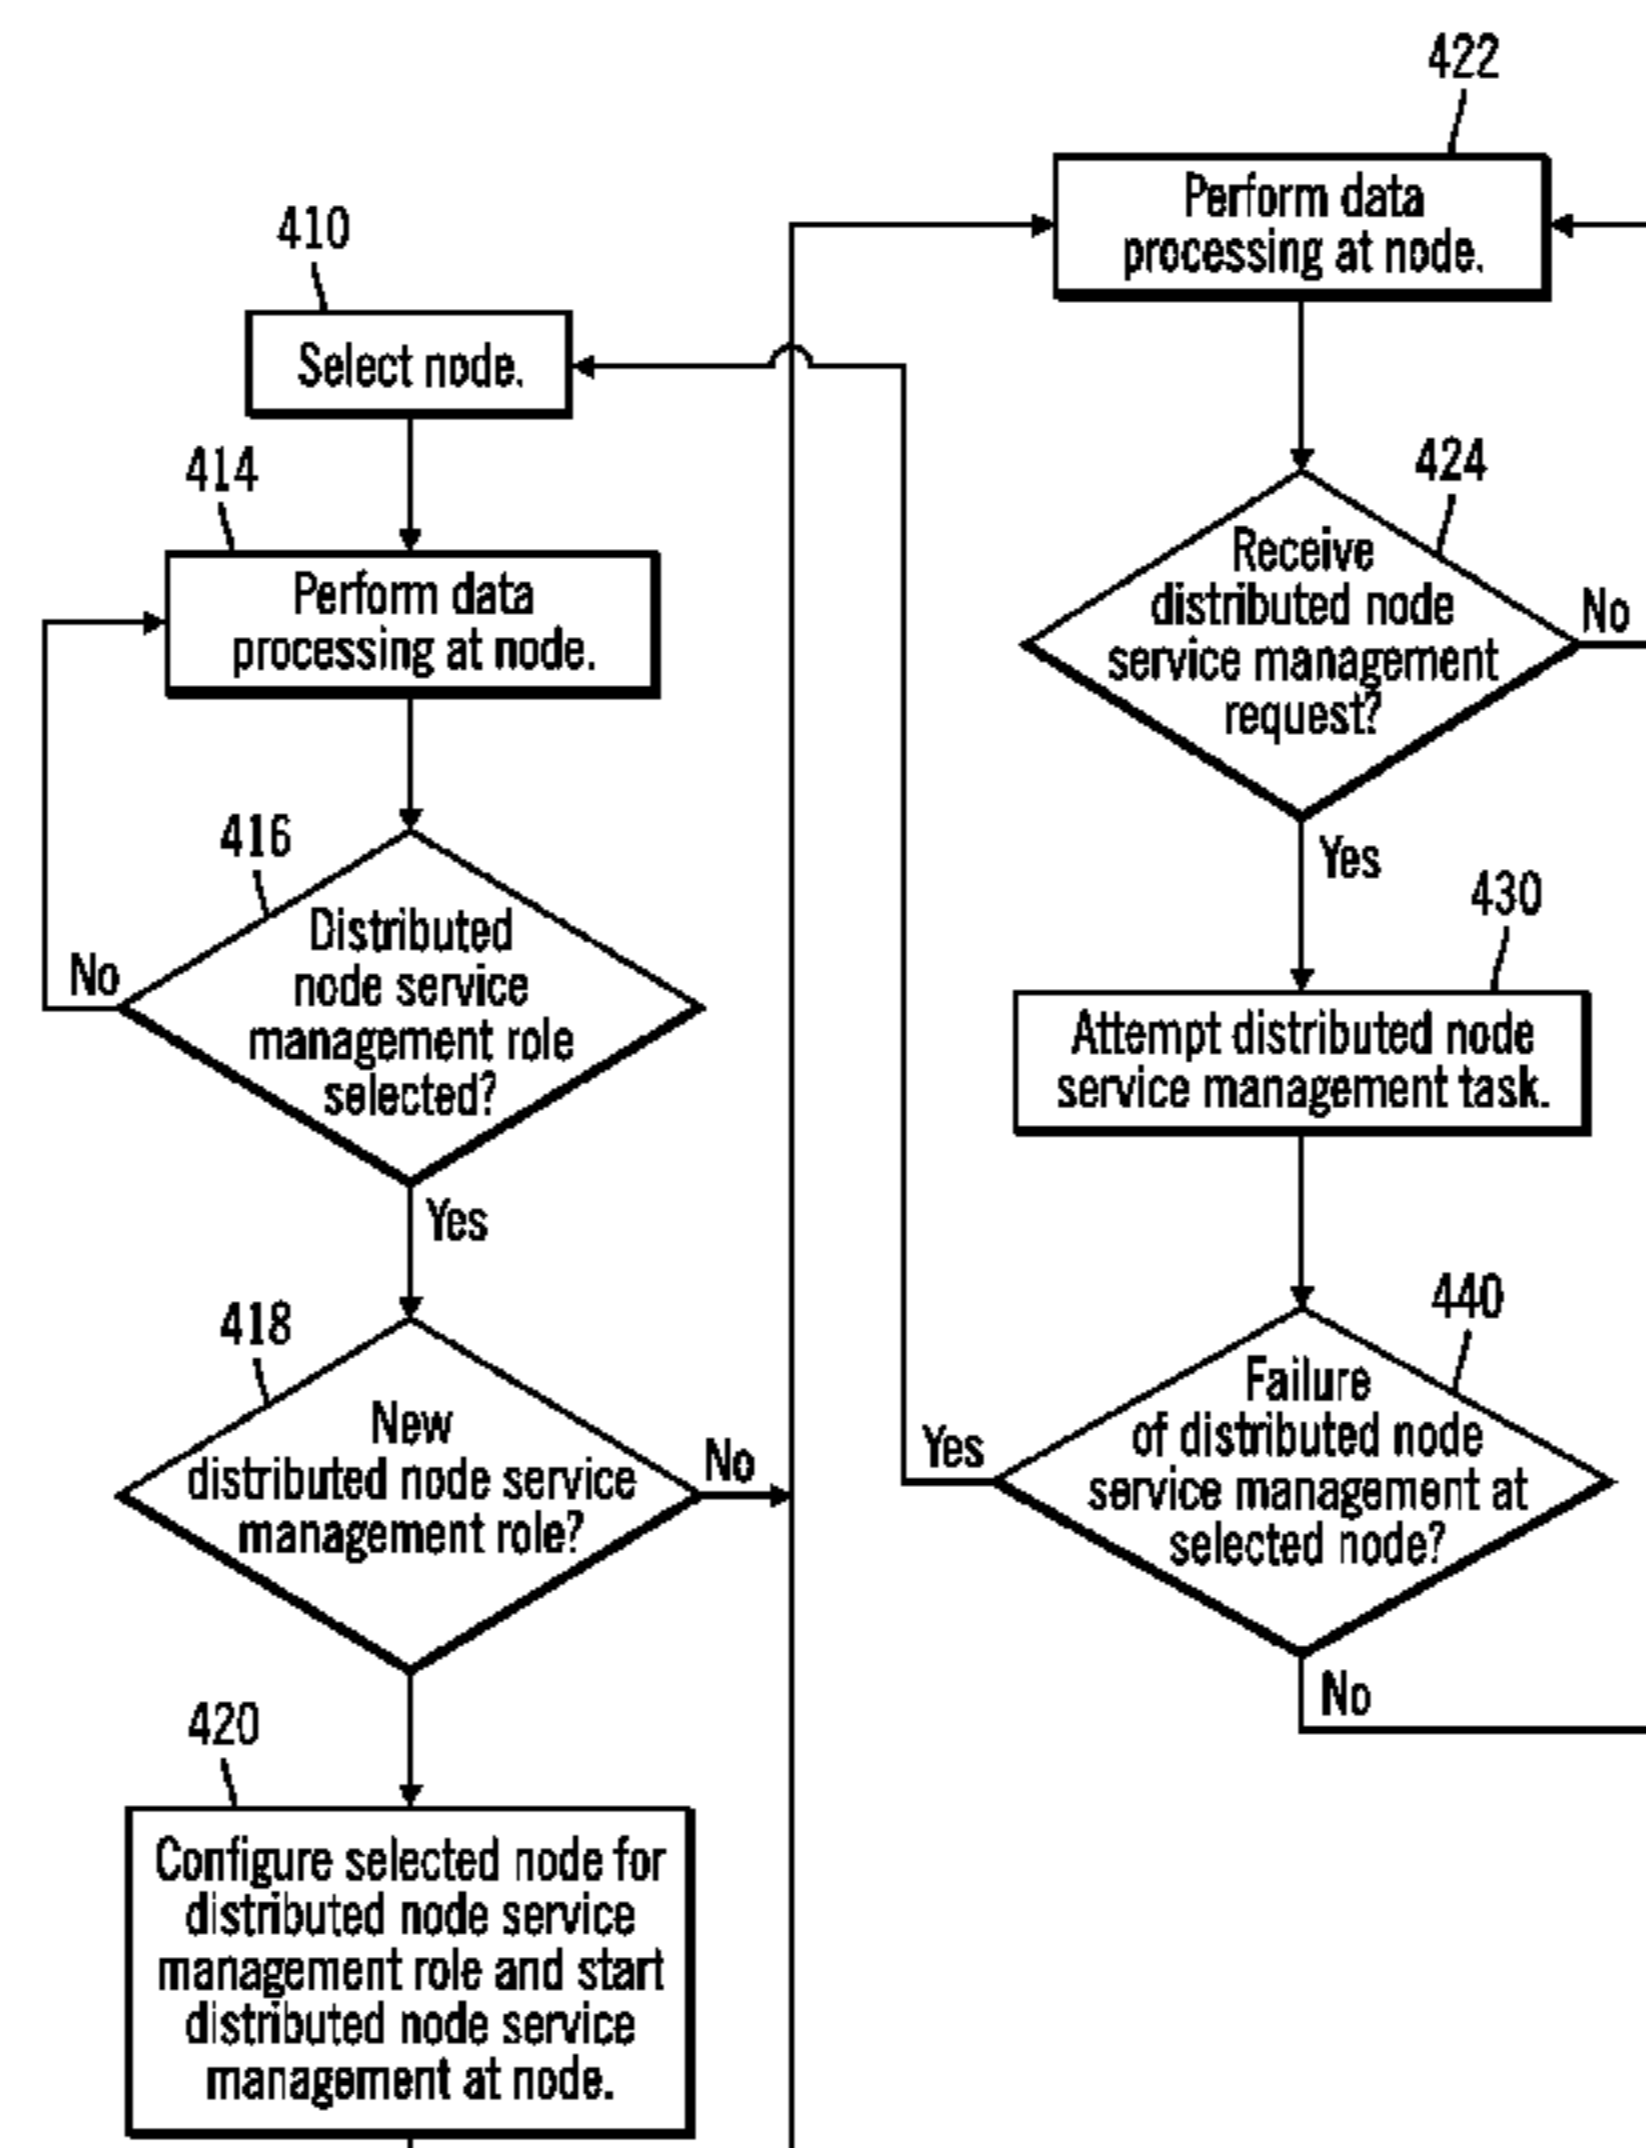 410
Select node.
414
Perform data
processing at node.
416
Distributed
node service
management role
selected?
No
Yes
418
New
distributed node service
management role?
No
420
Configure selected node for
distributed node service
management role and start
distributed node service
management at node.
422
Perform data
processing at node.
424
Receive
distributed node
service management
request?
No
Yes
430
Attempt distributed node
service management task.
440
Failure
of distributed node
service management at
selected node?
Yes
No